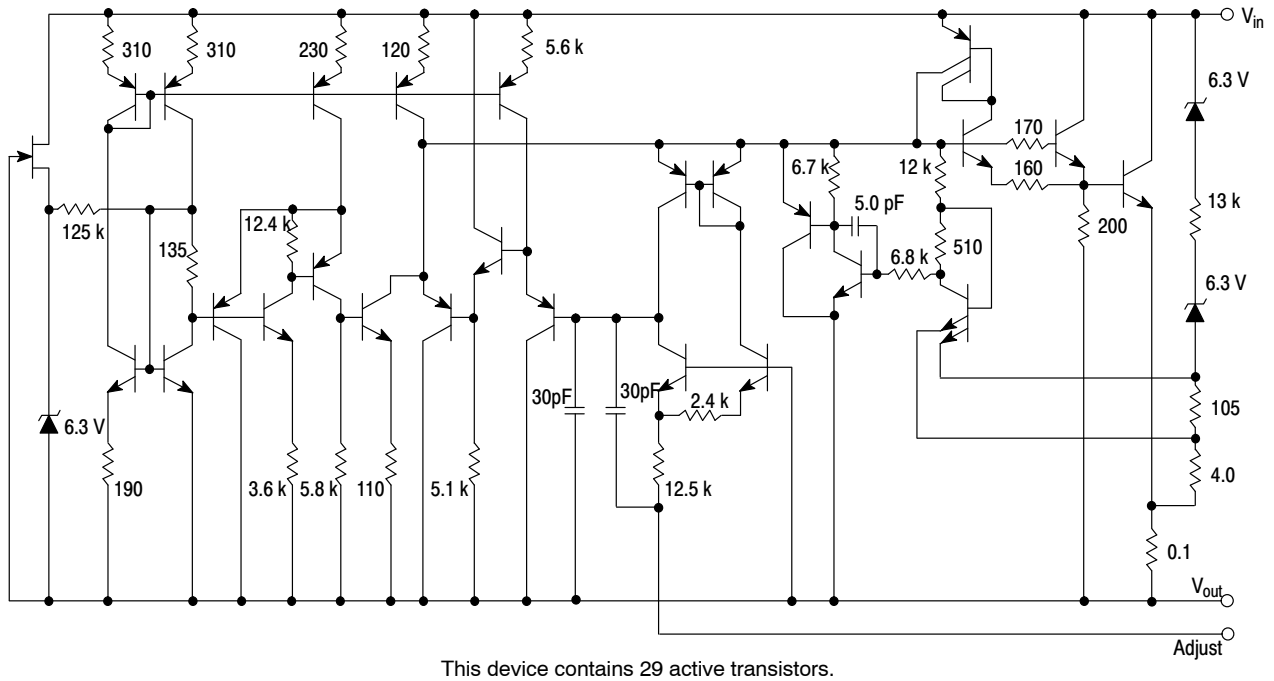 310
310
230
120
5.6 k
Vin
6.3 V
170
6.7 k
12 k
160
5.0 pF
13 k
125 k
12.4 k
200
135
510
6.8 k
6.3 V
30pF
30pF
2.4 k
6.3 V
105
190
3.6 k
5.8 k
110
5.1 k
12.5 k
4.0
0.1
Vout
Adjust
This device contains 29 active transistors.